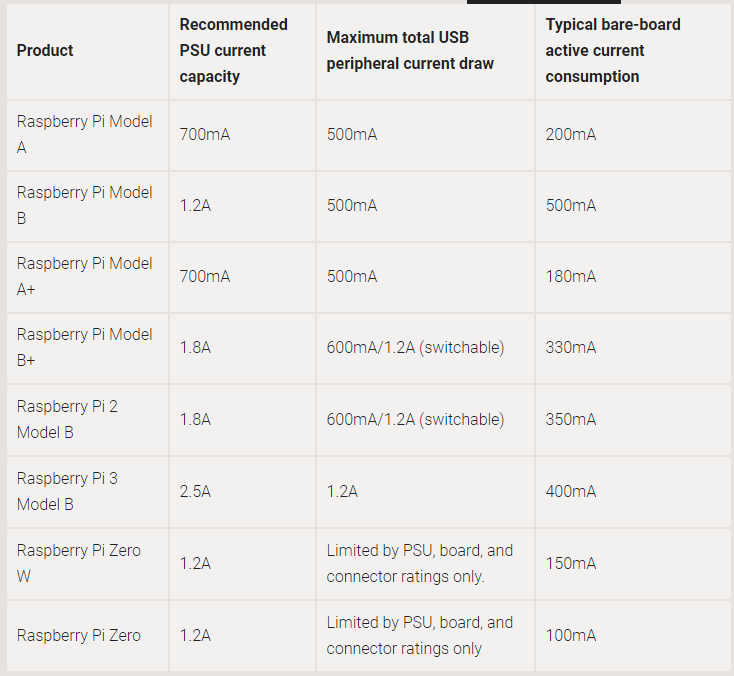 Product
Recommended
PSU current
capacity
Maximum total USB
peripheral current draw
Typical bare-board
active current
consumption
Raspberry Pi Model
A
700mA
500mA
200mA
Raspberry Pi Model
B
1.2A
500mA
500mA
Raspberry Pi Model
A+
700mA
500mA
180mA
Raspberry Pi Model
B+
1.8A
600mA/1.2A (switchable)
330mA
Raspberry Pi 2
Model B
1.8A
600mA/1.2A (switchable)
350mA
Raspberry Pi 3
Model B
2.5A
1.2A
400mA
Raspberry Pi Zero
W
1.2A
Limited by PSU, board, and
connector ratings only.
150mA
Raspberry Pi Zero
1.2A
Limited by PSU, board, and
connector ratings only
100mA